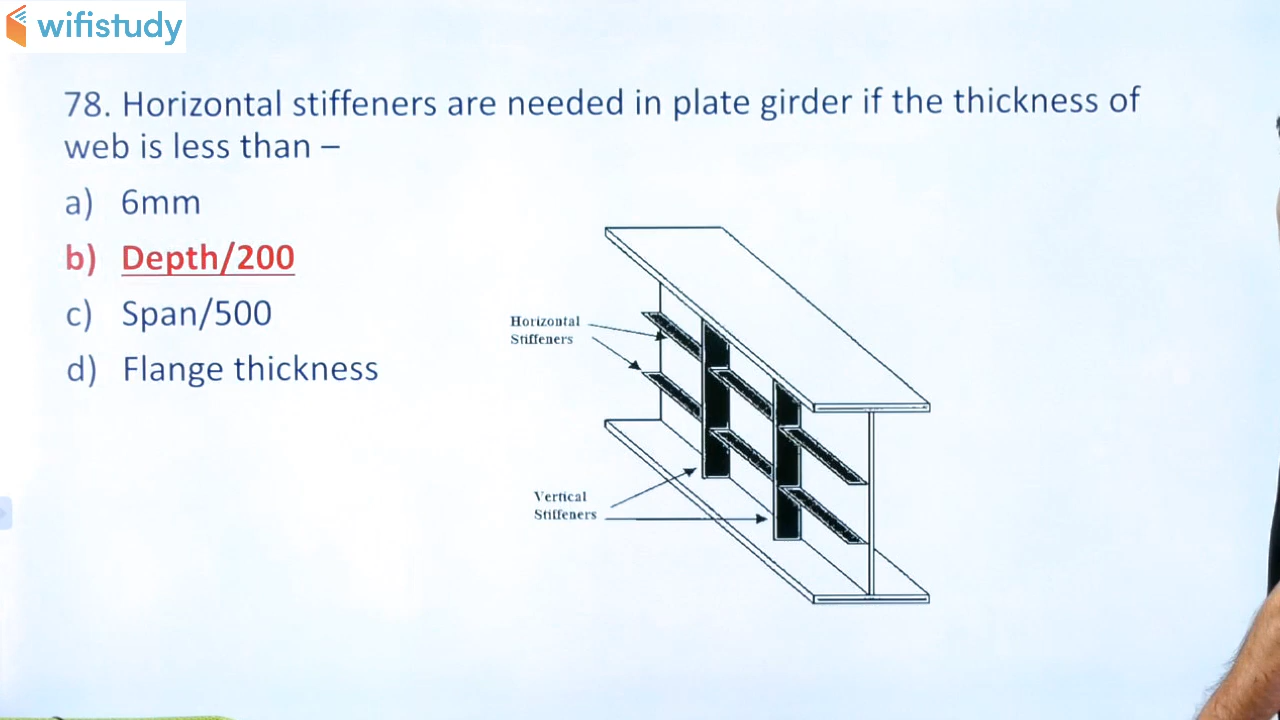 wifistudy
78. Horizontal stiffeners are needed in plate girder if the thickness of
web is less than –
a) 6mm
b) Depth/200
c) Span/500
d) Flange thickness
Horizontal
Stiffeners
Vertical
Stiffeners